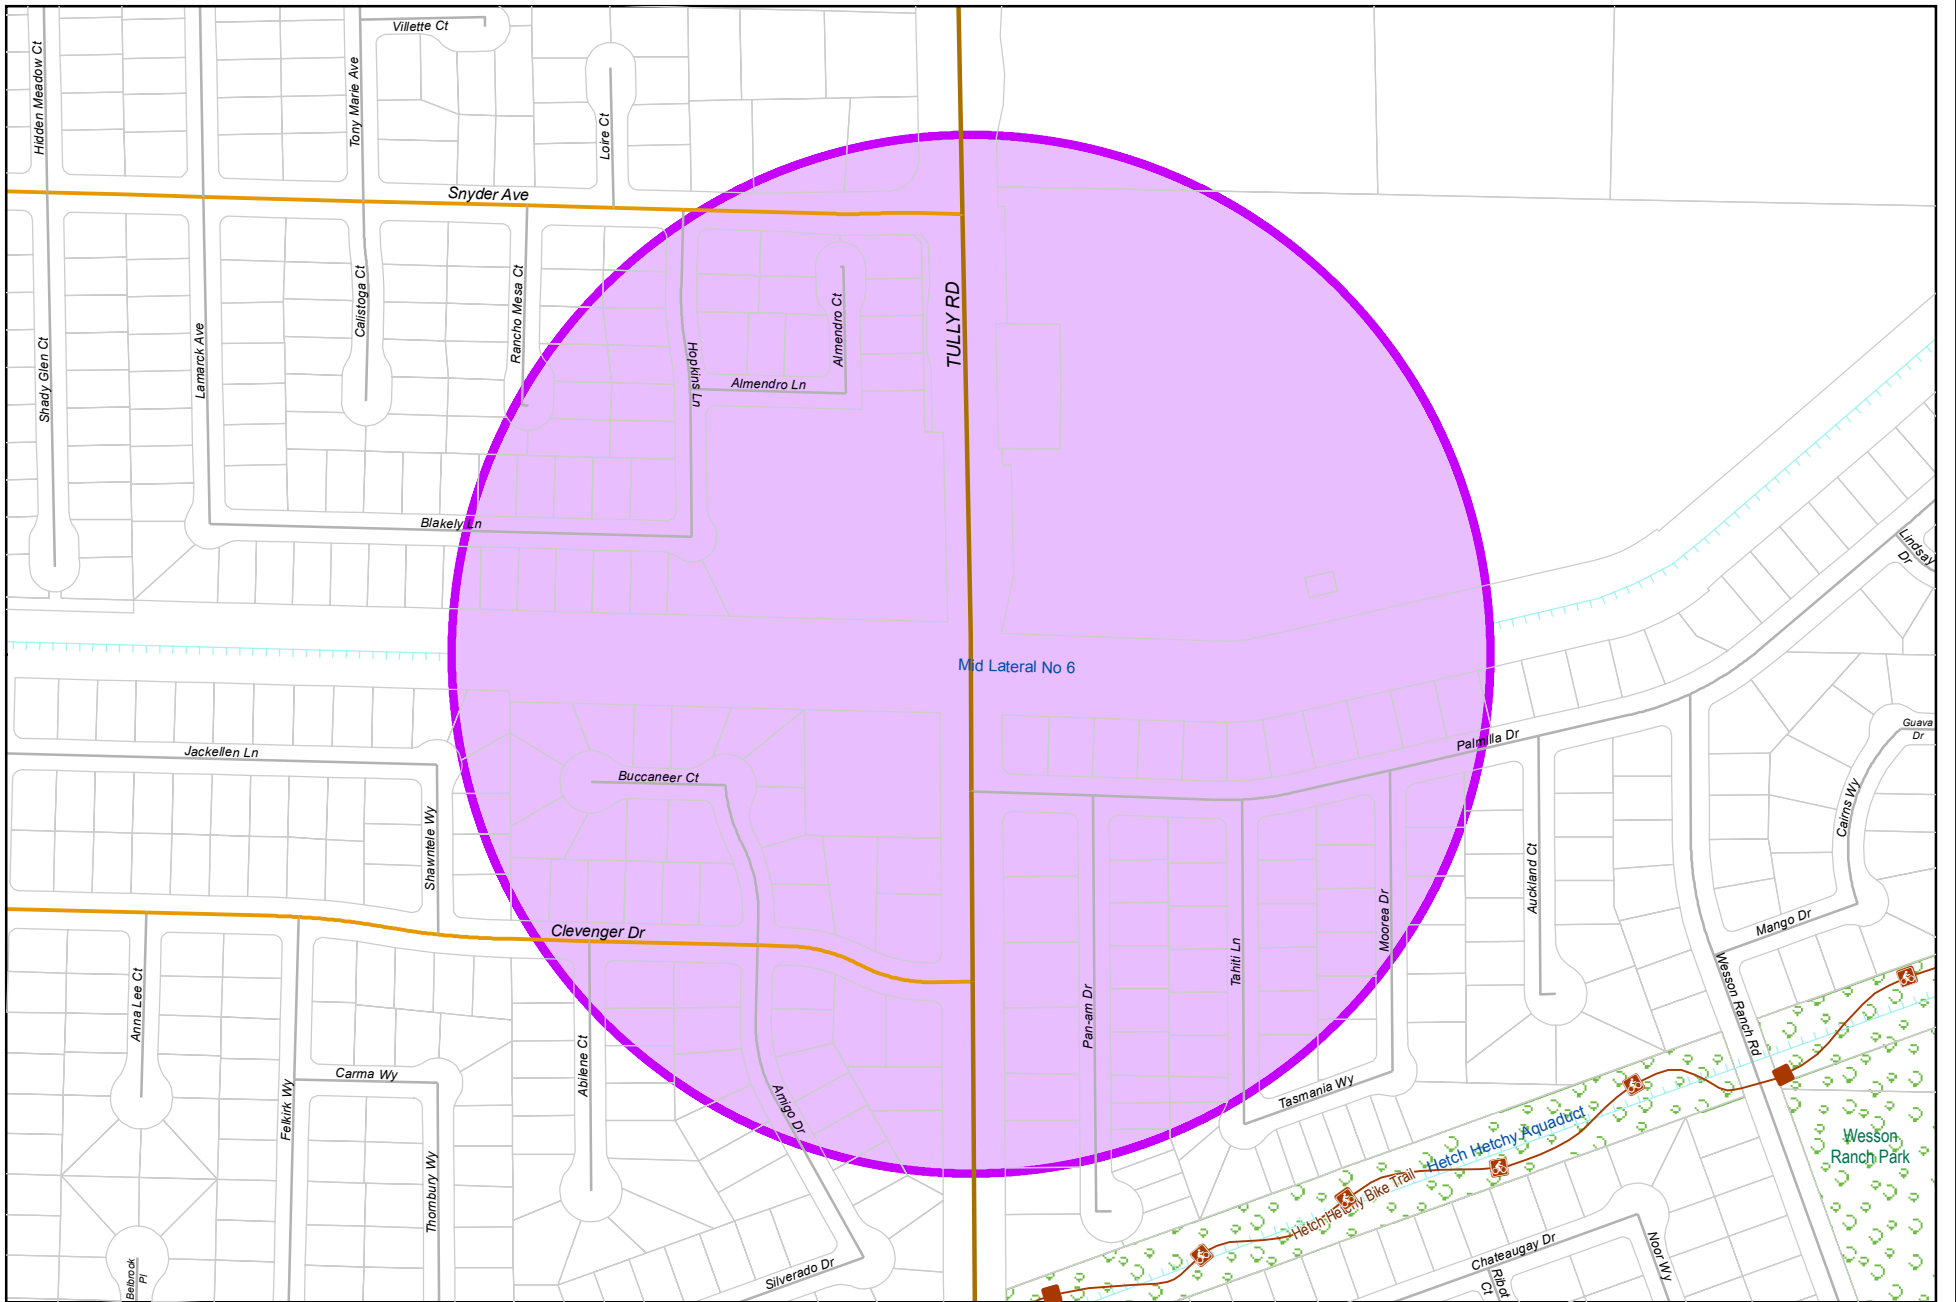 Villette Ct
Hidden Meadow Ct
Tony Marie Ave
Loire Ct
Snyder Ave
Shady Glen Ct
Lamarck Ave
Calistoga Ct
Rancho Mesa Ct
Hopkins Ln
Almendro Ct
Almendro Ln
TULLY RD
Blakely Ln
Lindsay
Dr
Mid Lateral No 6
Jackellen Ln
Buccaneer Ct
Palmilla Dr
Guava
Dr
Shawntele Wy
Cairns Wy
Auckland Ct
Moorea Dr
Mango Dr
Clevenger Dr
Tahiti Ln
Pan-am Dr
Anna Lee Ct
Wesson Ranch Rd
Abilene Ct
Carma Wy
Felkirk Wy
Amigo Dr
Tasmania Wy
Hetch Hetchy Aquaduct
Wesson
Ranch Park
Thornbury Wy
Hetch Hetchy Bike Trail
Silverado Dr
Chateaugay Dr
Noor Wy
Belbrook
Pl
Ribot
Ct